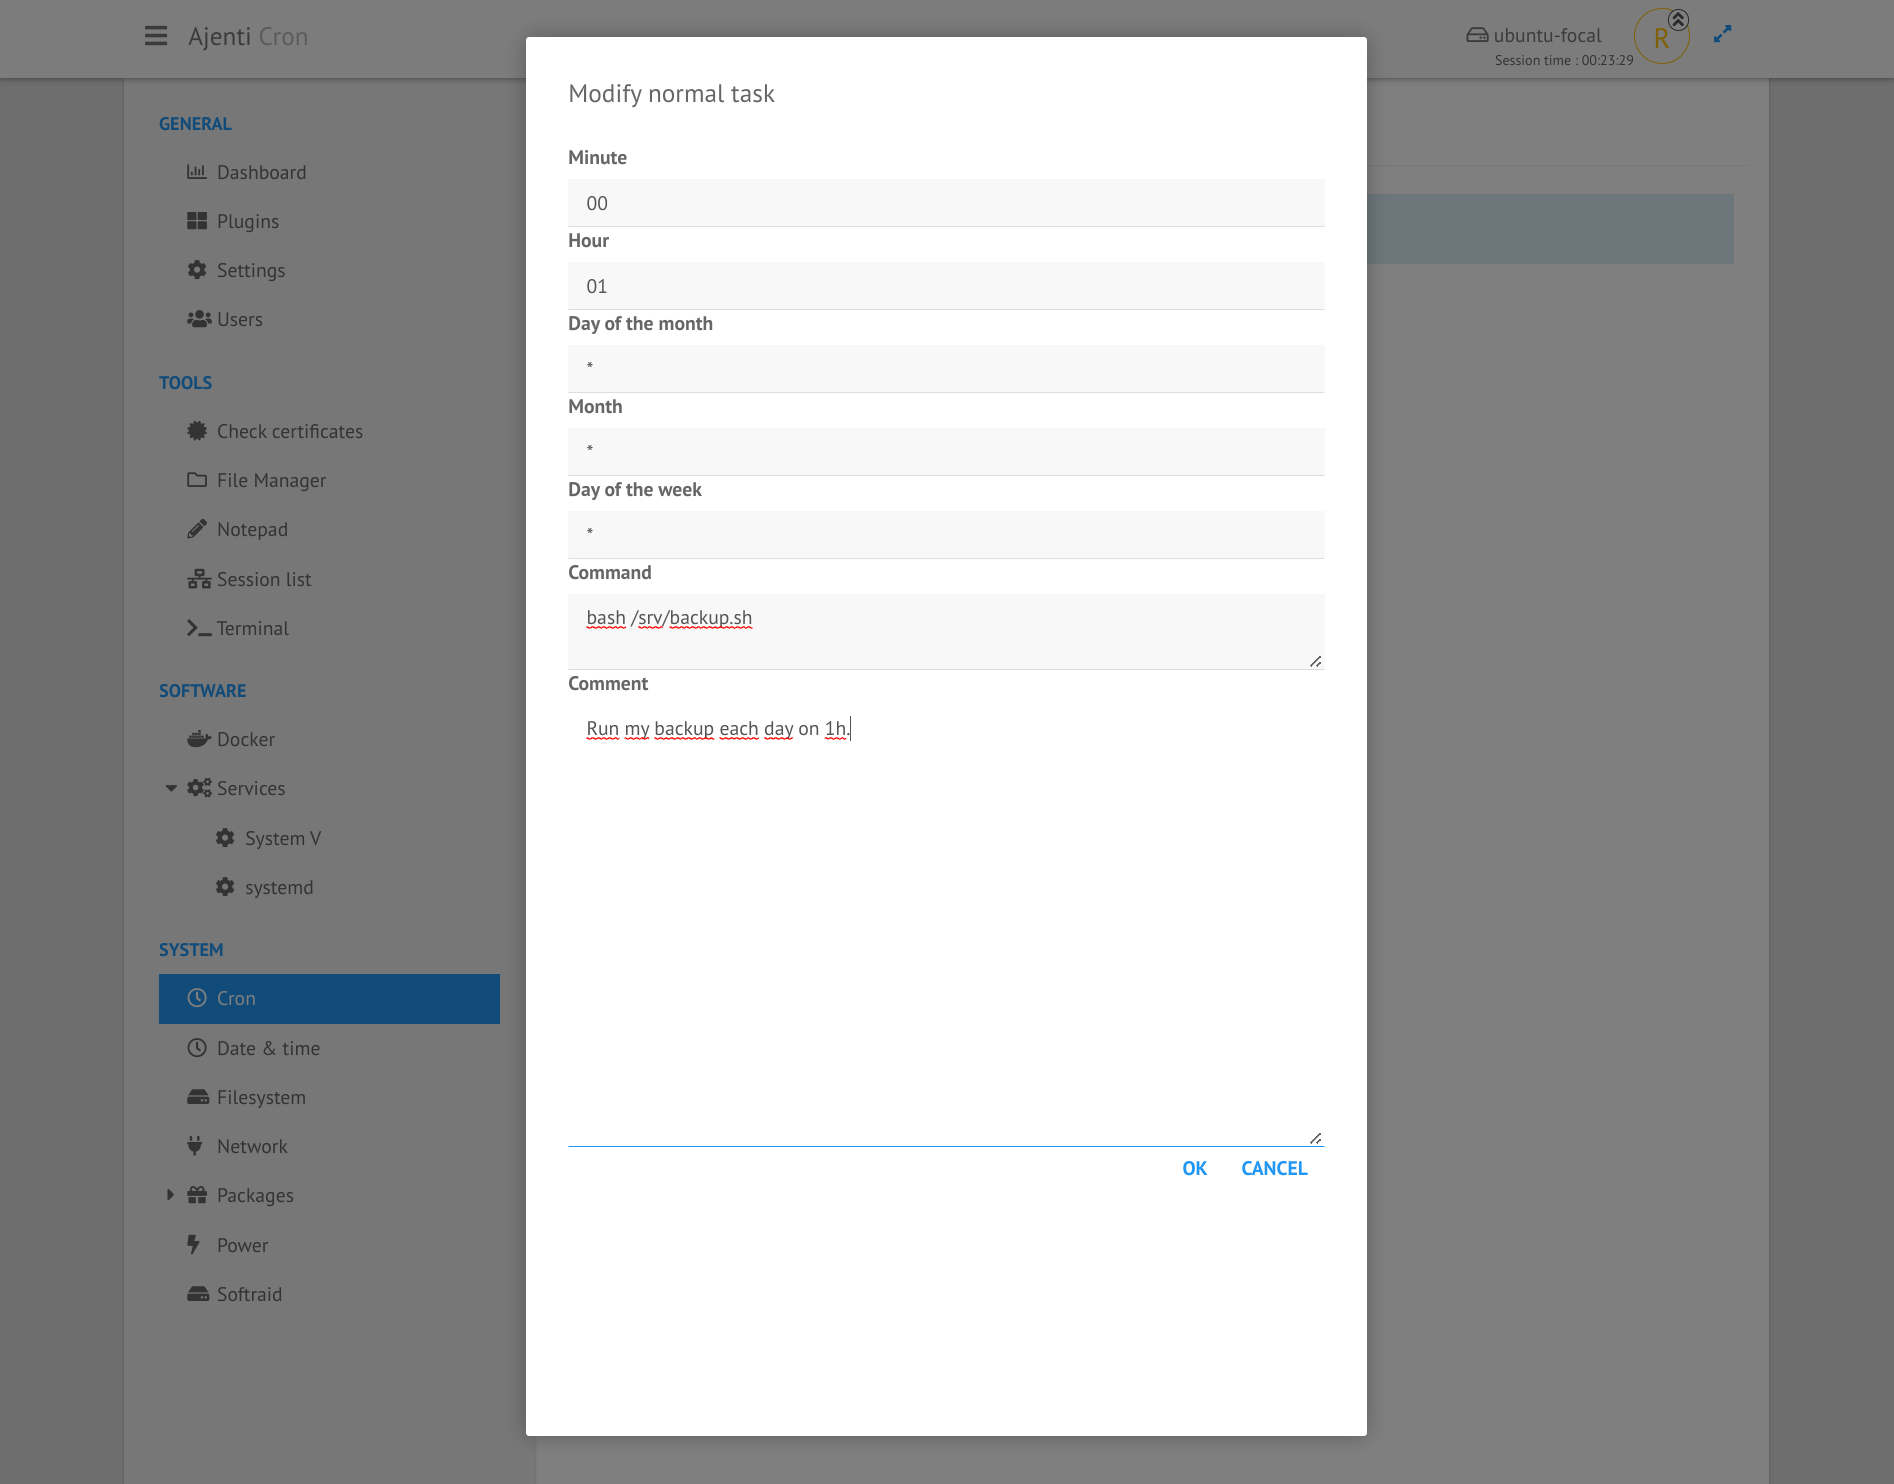 Ajenti Cron
ubuntu-focal
R
Session time : 00:23:29
GENERAL
Dashboard
Plugins
Settings
Users
TOOLS
Check certificates
File Manager
Notepad
Session list
Terminal
SOFTWARE
Docker
Services
System V
systemd
SYSTEM
Cron
Date & time
Filesystem
Network
Packages
Power
Softraid
Modify normal task
Minute
00
Hour
01
Day of the month
*
Month
*
Day of the week
*
Command
bash /srv/backup.sh
Comment
Run my backup each day on 1h.
OK CANCEL